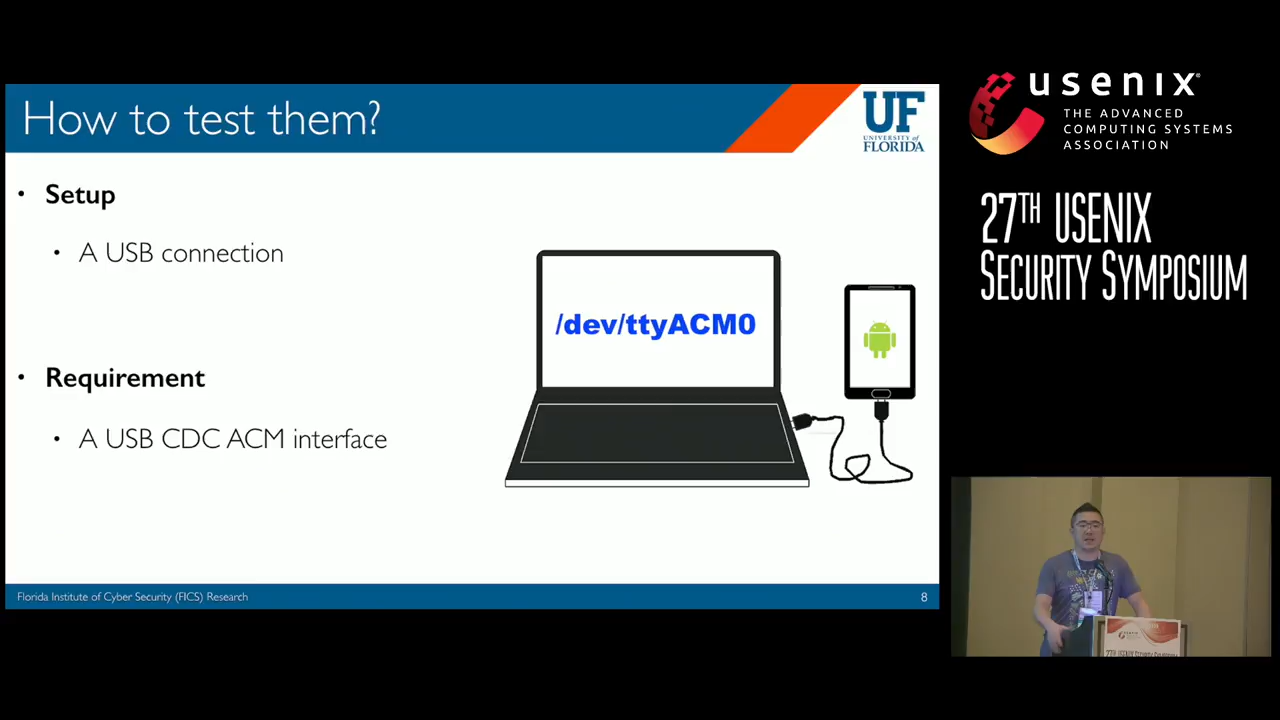 How to test them?
UF
UNIVERSITY of
FLORIDA
• Setup
• A USB connection
• Requirement
• A USB CDC ACM interface
/dev/ttyACM0
Florida Institute of Cyber Security (FICS) Research
8
usenix
THE ADVANCED
COMPUTING SYSTEMS
ASSOCIATION
27TH USENIX
SECURITY SYMPOSIUM
usenix